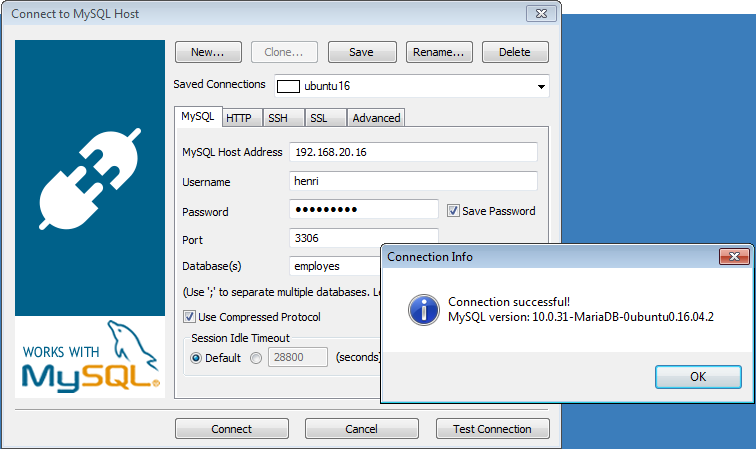 Connect to MySQL Host
New... Clone... Save Rename... Delete
Saved Connections ubuntu16
MySQL HTTP SSH SSL Advanced
MySQL Host Address 192.168.20.16
Username henri
Password ●●●●●●●●● Save Password
Port 3306
Database(s) employes
(Use ';' to separate multiple databases. Le
Use Compressed Protocol
Session Idle Timeout
Default 28800 (seconds)
WORKS WITH
MySQL®
Connect Cancel Test Connection
Connection Info
Connection successful!
MySQL version: 10.0.31-MariaDB-0ubuntu0.16.04.2
OK